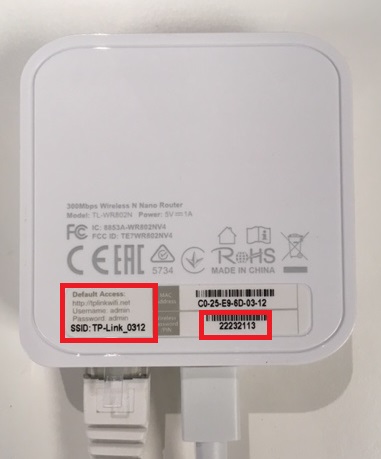 300Mbps Wireless N Nano Router
Model: TL-WR802N Power: 5V⎓1A
FC IC: 8853A-WR802NV4
FCC ID: TE7WR802NV4
CE EAC 5734 RoHS
MADE IN CHINA
Default Access:
http://tplinkwifi.net
Username: admin
Password: admin
SSID: TP-Link_0312
MAC
C0-25-E9-6D-03-12
Wireless
Password
22232113